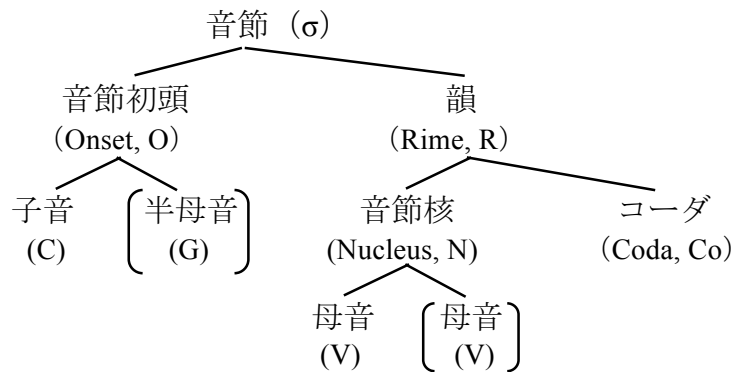 音節（σ）
音節初頭 韻
(Onset, O) (Rime, R)
子音 半母音 音節核 コーダ
(C) (G) (Nucleus, N) (Coda, Co)
母音 母音
(V) (V)